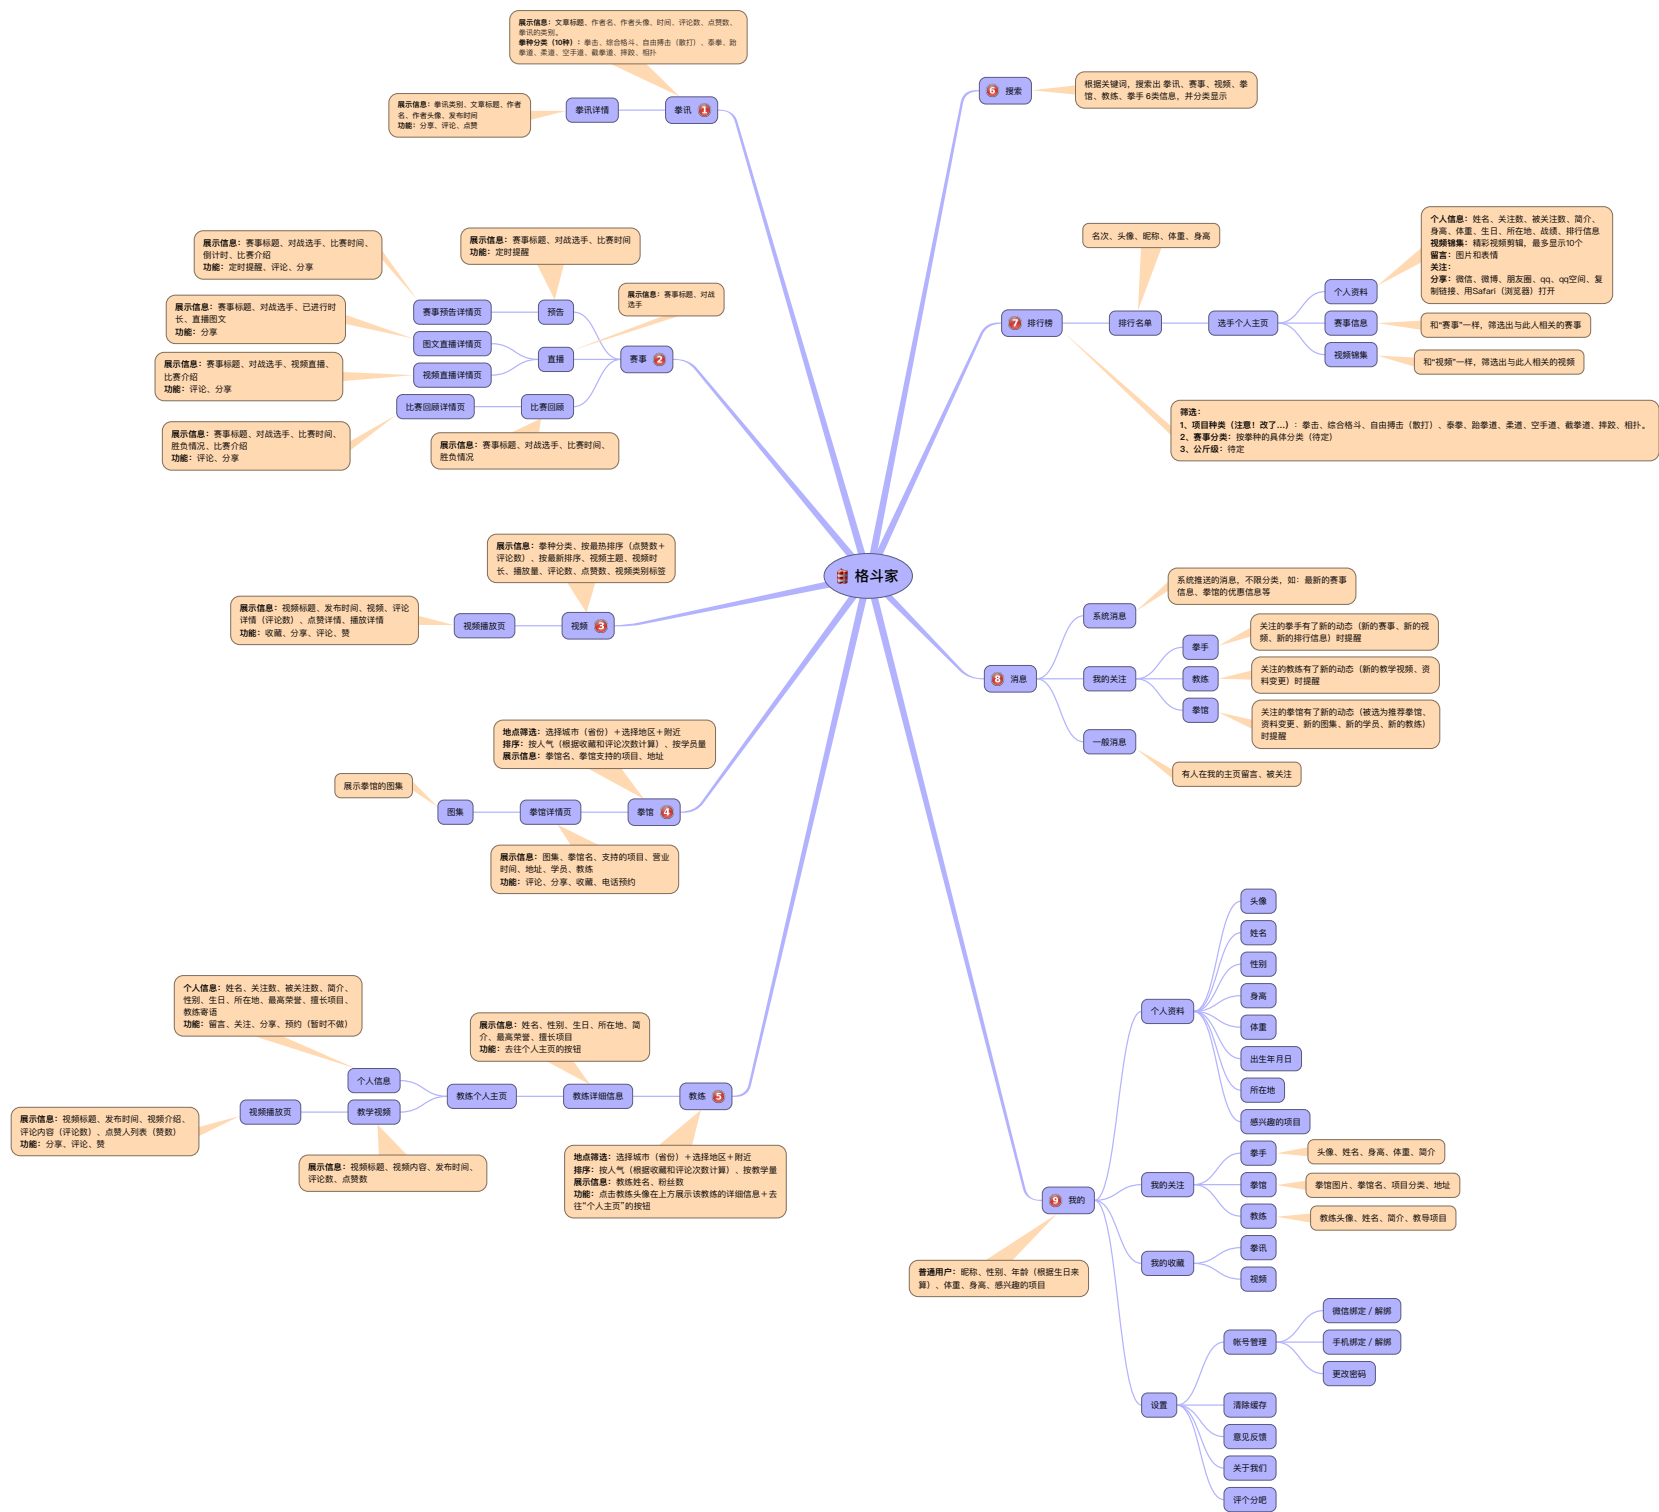 格斗家
展示信息：文章标题、作者名、作者头像、时间、评论数、点赞数、
拳讯的类别。
拳种分类（10种）：拳击、综合格斗、自由搏击（散打）、泰拳、跆
拳道、柔道、空手道、截拳道、摔跤、相扑
拳讯 1
拳讯详情
展示信息：拳讯类别、文章标题、作者
名、作者头像、发布时间
功能：分享、评论、点赞
赛事 2
预告
展示信息：赛事标题、对战选手、比赛时间
功能：定时提醒
赛事预告详情页
展示信息：赛事标题、对战选手、比赛时间、
倒计时、比赛介绍
功能：定时提醒、评论、分享
直播
展示信息：赛事标题、对战
选手
图文直播详情页
展示信息：赛事标题、对战选手、已进行时
长、直播图文
功能：分享
视频直播详情页
展示信息：赛事标题、对战选手、视频直播、
比赛介绍
功能：评论、分享
比赛回顾
展示信息：赛事标题、对战选手、比赛时间、
胜负情况
比赛回顾详情页
展示信息：赛事标题、对战选手、比赛时间、
胜负情况、比赛介绍
功能：评论、分享
视频 3
展示信息：拳种分类、按最热排序（点赞数＋
评论数）、按最新排序、视频主题、视频时
长、播放量、评论数、点赞数、视频类别标签
视频播放页
展示信息：视频标题、发布时间、视频、评论
详情（评论数）、点赞详情、播放详情
功能：收藏、分享、评论、赞
拳馆 4
地点筛选：选择城市（省份）＋选择地区＋附近
排序：按人气（根据收藏和评论次数计算）、按学员量
展示信息：拳馆名、拳馆支持的项目、地址
拳馆详情页
展示信息：图集、拳馆名、支持的项目、营业
时间、地址、学员、教练
功能：评论、分享、收藏、电话预约
图集
展示拳馆的图集
教练 5
地点筛选：选择城市（省份）＋选择地区＋附近
排序：按人气（根据收藏和评论次数计算）、按教学量
展示信息：教练姓名、粉丝数
功能：点击教练头像在上方展示该教练的详细信息＋去
往“个人主页”的按钮
教练详细信息
展示信息：姓名、性别、生日、所在地、简
介、最高荣誉、擅长项目
功能：去往个人主页的按钮
教练个人主页
个人信息
个人信息：姓名、关注数、被关注数、简介、
性别、生日、所在地、最高荣誉、擅长项目、
教练寄语
功能：留言、关注、分享、预约（暂时不做）
教学视频
展示信息：视频标题、视频内容、发布时间、
评论数、点赞数
视频播放页
展示信息：视频标题、发布时间、视频介绍、
评论内容（评论数）、点赞人列表（赞数）
功能：分享、评论、赞
6 搜索
根据关键词，搜索出 拳讯、赛事、视频、拳
馆、教练、拳手 6类信息，并分类显示
7 排行榜
排行名单
名次、头像、昵称、体重、身高
选手个人主页
个人资料
个人信息：姓名、关注数、被关注数、简介、
身高、体重、生日、所在地、战绩、排行信息
视频锦集：精彩视频剪辑，最多显示10个
留言：图片和表情
关注：
分享：微信、微博、朋友圈、qq、qq空间、复
制链接、用Safari（浏览器）打开
赛事信息
和“赛事”一样，筛选出与此人相关的赛事
视频锦集
和“视频”一样，筛选出与此人相关的视频
筛选：
1、项目种类（注意！改了...）：拳击、综合格斗、自由搏击（散打）、泰拳、跆拳道、柔道、空手道、截拳道、摔跤、相扑。
2、赛事分类：按拳种的具体分类（待定）
3、公斤级：待定
8 消息
系统消息
系统推送的消息，不限分类，如：最新的赛事
信息、拳馆的优惠信息等
我的关注
拳手
关注的拳手有了新的动态（新的赛事、新的视
频、新的排行信息）时提醒
教练
关注的教练有了新的动态（新的教学视频、资
料变更）时提醒
拳馆
关注的拳馆有了新的动态（被选为推荐拳馆、
资料变更、新的图集、新的学员、新的教练）
时提醒
一般消息
有人在我的主页留言、被关注
9 我的
普通用户：昵称、性别、年龄（根据生日来
算）、体重、身高、感兴趣的项目
个人资料
头像
姓名
性别
身高
体重
出生年月日
所在地
感兴趣的项目
我的关注
拳手
头像、姓名、身高、体重、简介
拳馆
拳馆图片、拳馆名、项目分类、地址
教练
教练头像、姓名、简介、教导项目
我的收藏
拳讯
视频
设置
帐号管理
微信绑定 / 解绑
手机绑定 / 解绑
更改密码
清除缓存
意见反馈
关于我们
评个分吧